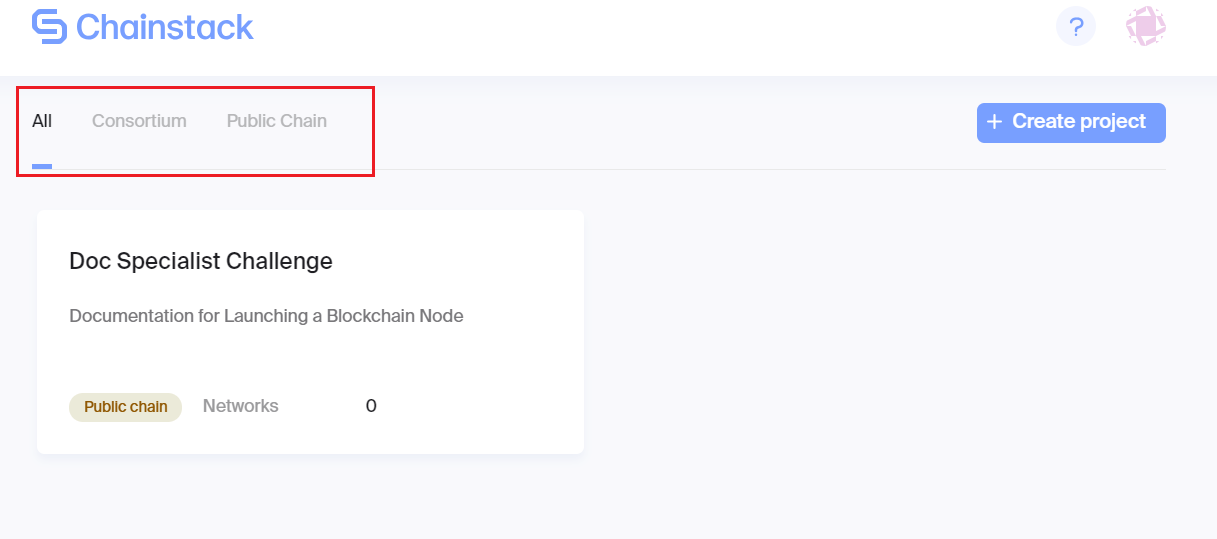 Chainstack
?
All Consortium Public Chain
+ Create project
Doc Specialist Challenge
Documentation for Launching a Blockchain Node
Public chain Networks 0